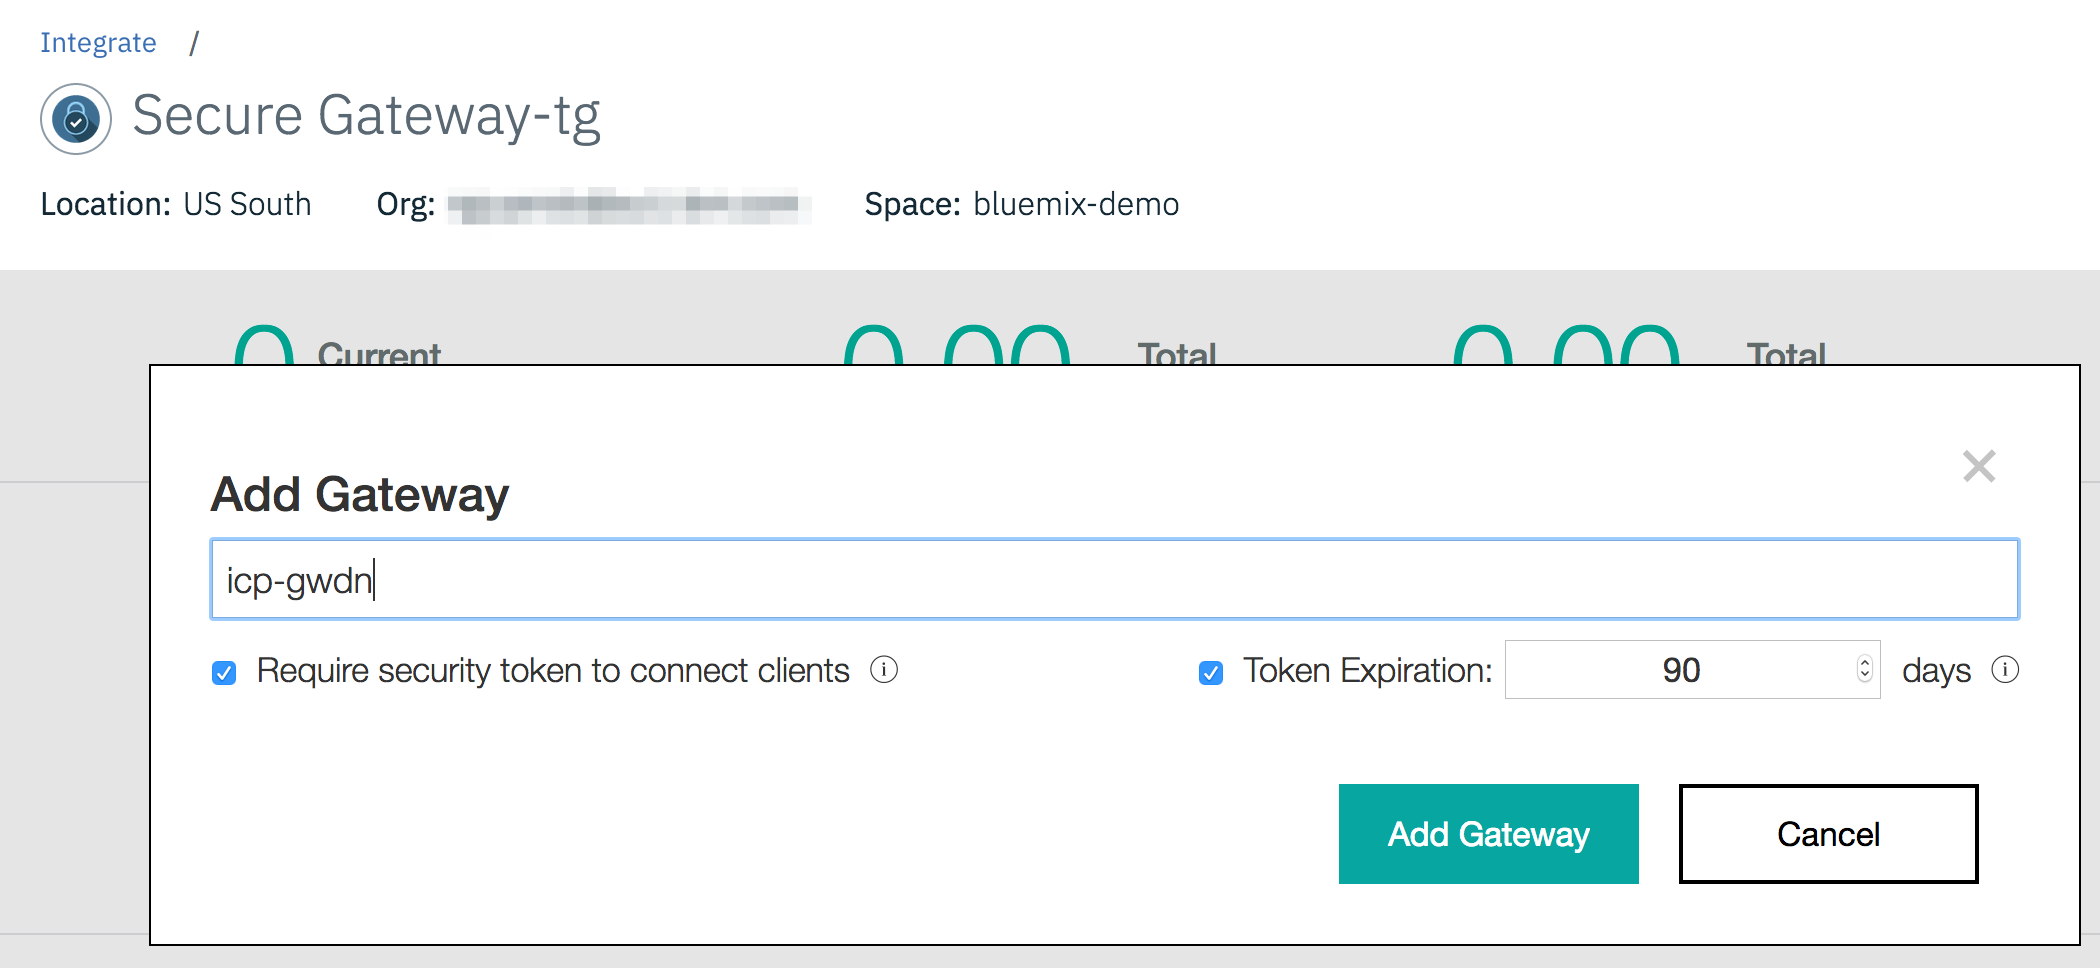 Integrate /
Secure Gateway-tg
Location: US South Org: Space: bluemix-demo
0 Current 0.00 Total 0.00 Total
Add Gateway
icp-gwdn
Require security token to connect clients Token Expiration: 90 days
Add Gateway Cancel